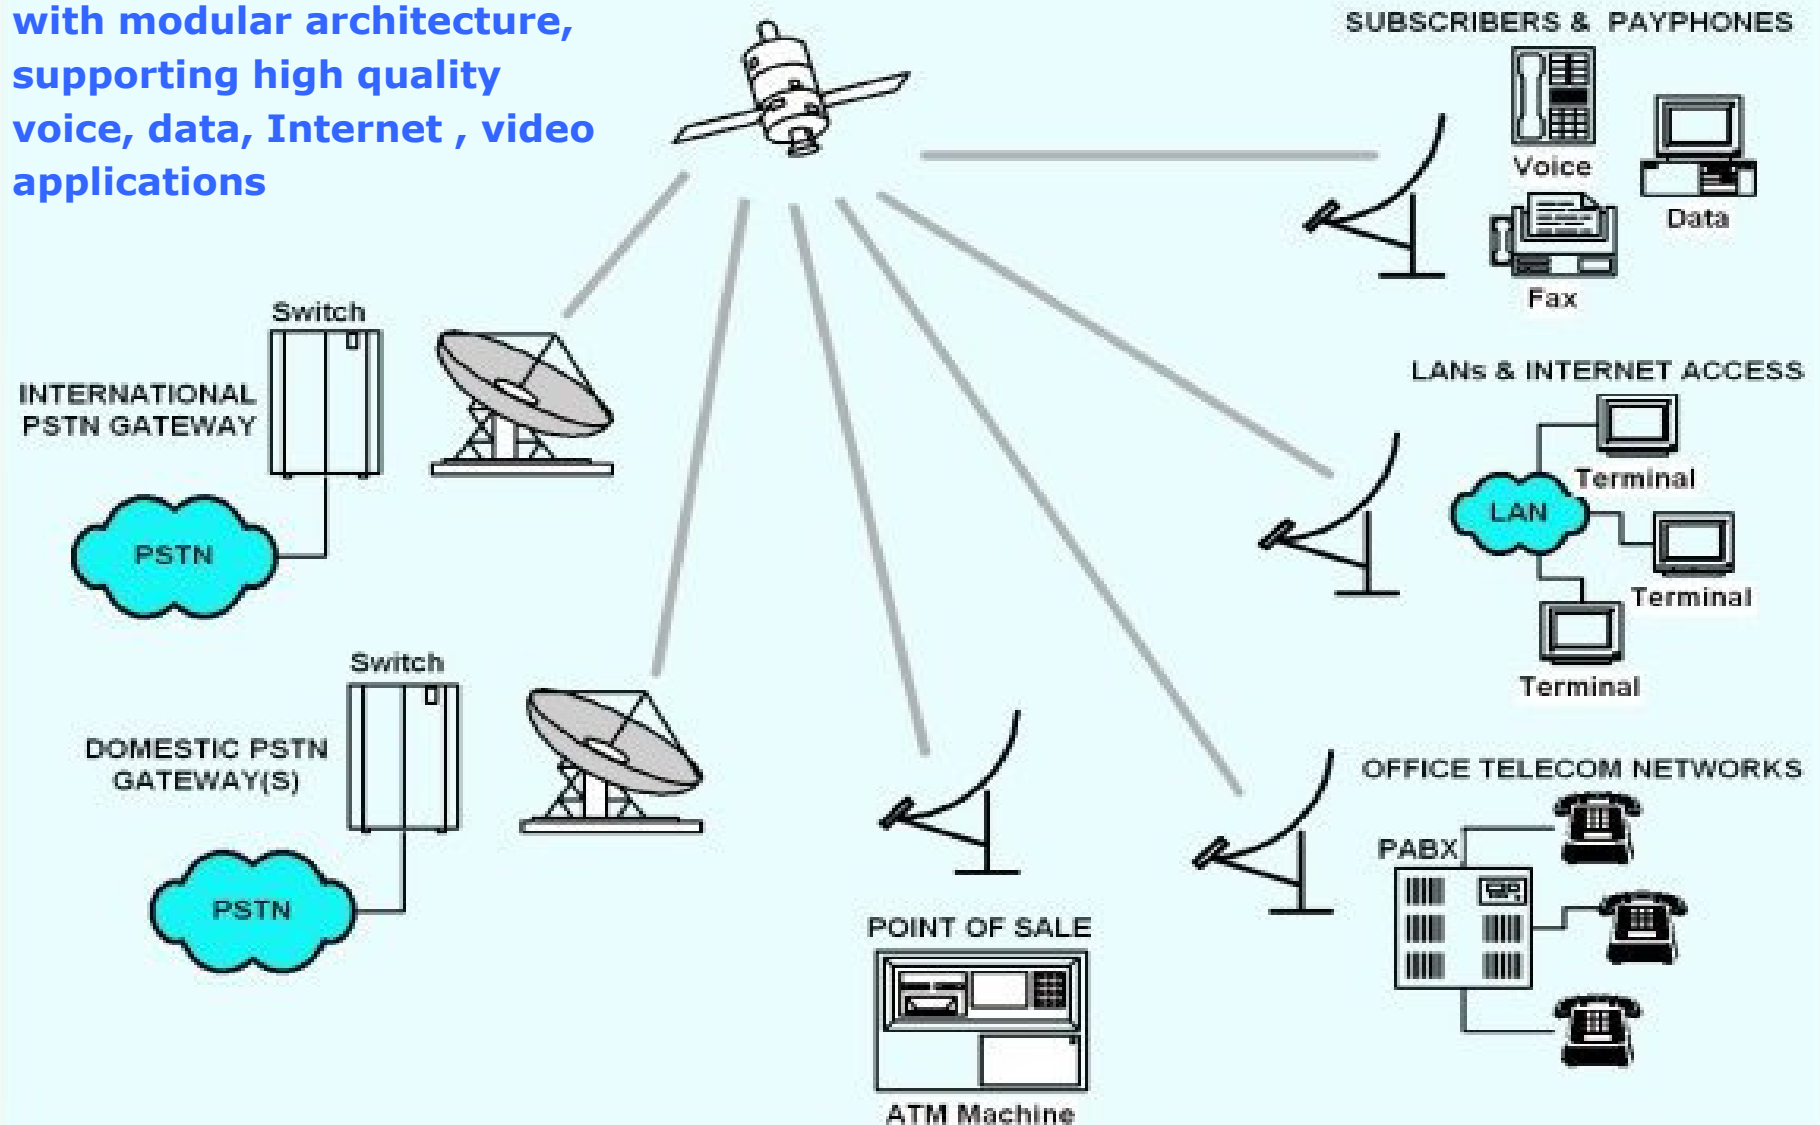 with modular architecture,
supporting high quality
voice, data, Internet , video
applications
SUBSCRIBERS & PAYPHONES
Voice
Data
Fax
Switch
INTERNATIONAL
PSTN GATEWAY
PSTN
LANs & INTERNET ACCESS
Terminal
LAN
Terminal
Terminal
Switch
DOMESTIC PSTN
GATEWAY(S)
PSTN
OFFICE TELECOM NETWORKS
PABX
POINT OF SALE
ATM Machine